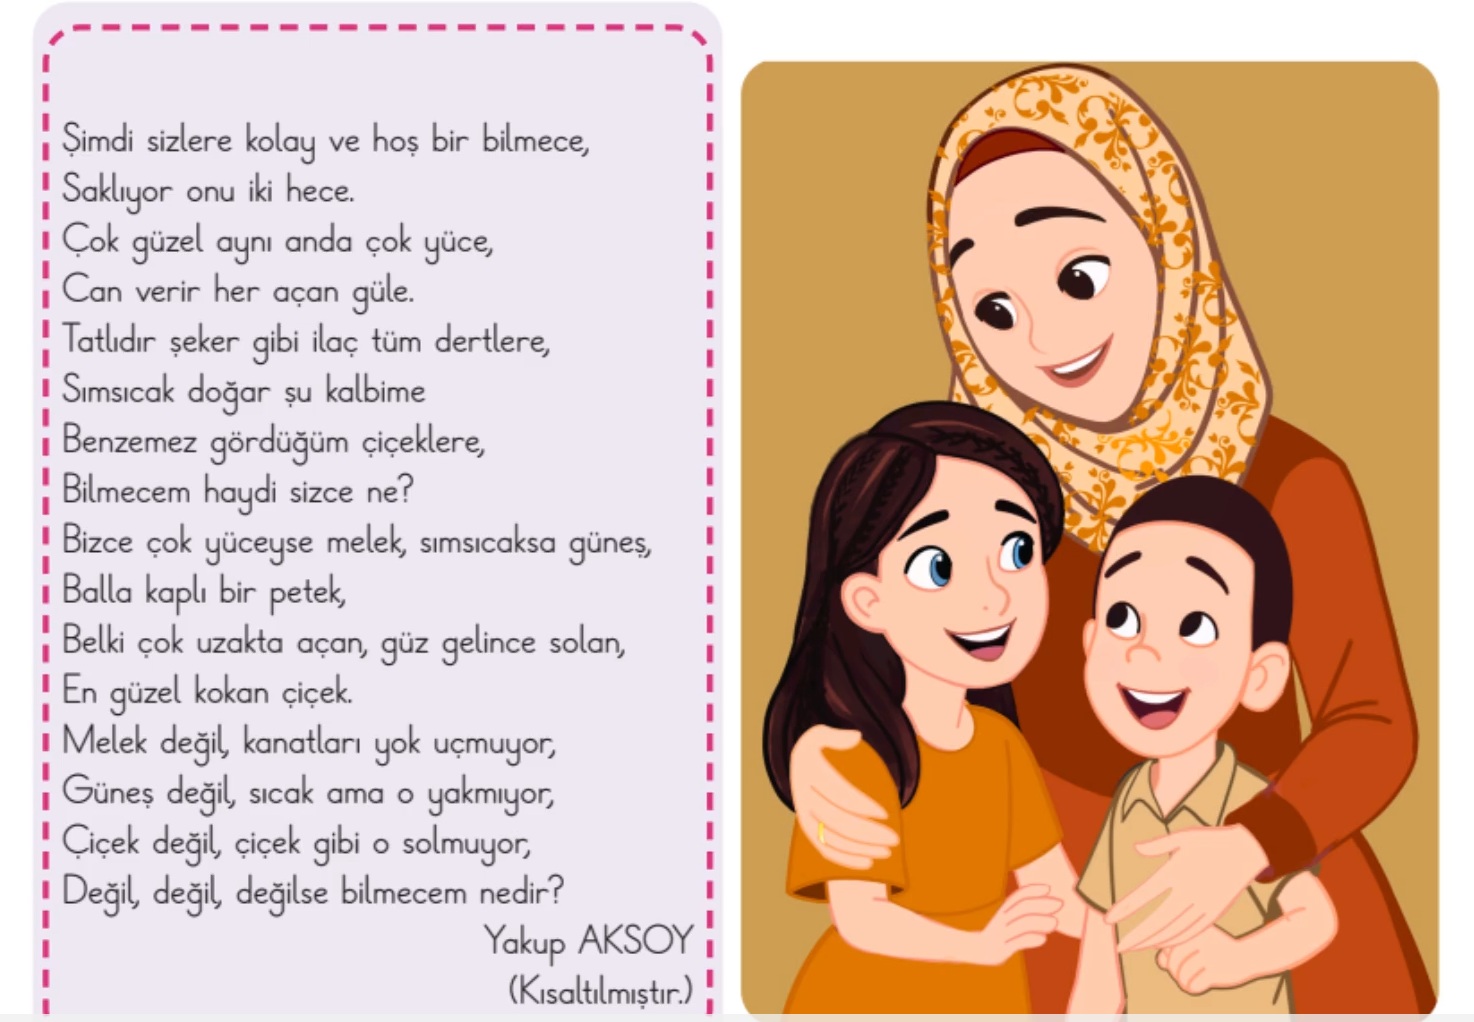 Şimdi sizlere kolay ve hoş bir bilmece,
Saklıyor onu iki hece.
Çok güzel aynı anda çok yüce,
Can verir her açan güle.
Tatlıdır şeker gibi ilaç tüm dertlere,
Sımsıcak doğar şu kalbime
Benzemez gördüğüm çiçeklere,
Bilmecem haydi sizce ne?
Bizce çok yüceyse melek, sımsıcaksa güneş,
Balla kaplı bir petek,
Belki çok uzakta açan, güz gelince solan,
En güzel kokan çiçek.
Melek değil, kanatları yok uçmuyor,
Güneş değil, sıcak ama o yakmıyor,
Çiçek değil, çiçek gibi o solmuyor,
Değil, değil, değilse bilmecem nedir?
Yakup AKSOY
(Kısaltılmıştır.)